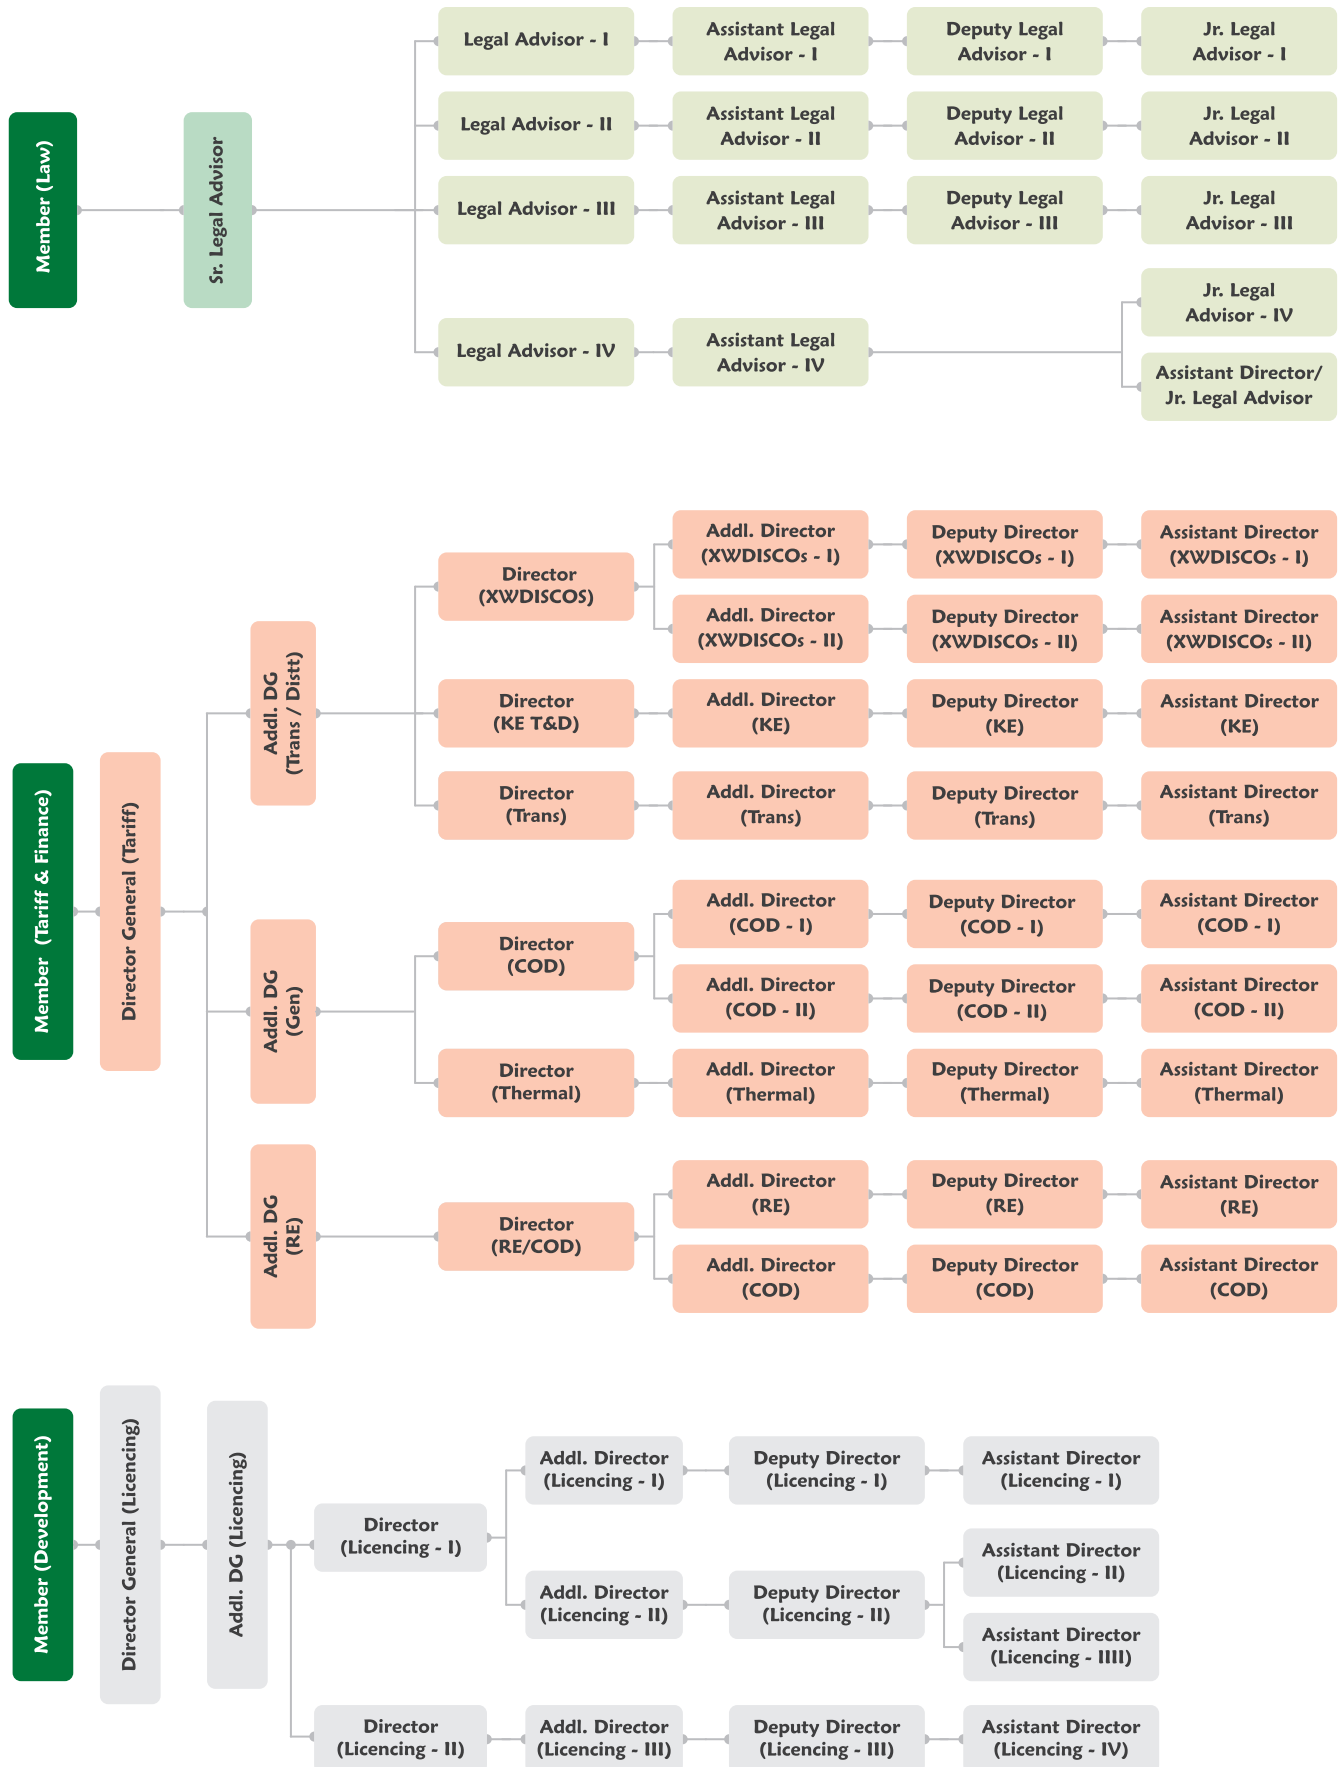 Member (Law)
Sr. Legal Advisor
Legal Advisor - I
Assistant Legal
Advisor - I
Deputy Legal
Advisor - I
Jr. Legal
Advisor - I
Legal Advisor - II
Assistant Legal
Advisor - II
Deputy Legal
Advisor - II
Jr. Legal
Advisor - II
Legal Advisor - III
Assistant Legal
Advisor - III
Deputy Legal
Advisor - III
Jr. Legal
Advisor - III
Legal Advisor - IV
Assistant Legal
Advisor - IV
Jr. Legal
Advisor - IV
Assistant Director/
Jr. Legal Advisor
Member (Tariff & Finance)
Director General (Tariff)
Addl. DG
(Trans / Distt)
Director
(XWDISCOS)
Addl. Director
(XWDISCOs - I)
Deputy Director
(XWDISCOs - I)
Assistant Director
(XWDISCOs - I)
Addl. Director
(XWDISCOs - II)
Deputy Director
(XWDISCOs - II)
Assistant Director
(XWDISCOs - II)
Director
(KE T&D)
Addl. Director
(KE)
Deputy Director
(KE)
Assistant Director
(KE)
Director
(Trans)
Addl. Director
(Trans)
Deputy Director
(Trans)
Assistant Director
(Trans)
Addl. DG
(Gen)
Director
(COD)
Addl. Director
(COD - I)
Deputy Director
(COD - I)
Assistant Director
(COD - I)
Addl. Director
(COD - II)
Deputy Director
(COD - II)
Assistant Director
(COD - II)
Director
(Thermal)
Addl. Director
(Thermal)
Deputy Director
(Thermal)
Assistant Director
(Thermal)
Addl. DG
(RE)
Director
(RE/COD)
Addl. Director
(RE)
Deputy Director
(RE)
Assistant Director
(RE)
Addl. Director
(COD)
Deputy Director
(COD)
Assistant Director
(COD)
Member (Development)
Director General (Licencing)
Addl. DG (Licencing)
Director
(Licencing - I)
Addl. Director
(Licencing - I)
Deputy Director
(Licencing - I)
Assistant Director
(Licencing - I)
Addl. Director
(Licencing - II)
Deputy Director
(Licencing - II)
Assistant Director
(Licencing - II)
Assistant Director
(Licencing - IIII)
Director
(Licencing - II)
Addl. Director
(Licencing - III)
Deputy Director
(Licencing - III)
Assistant Director
(Licencing - IV)